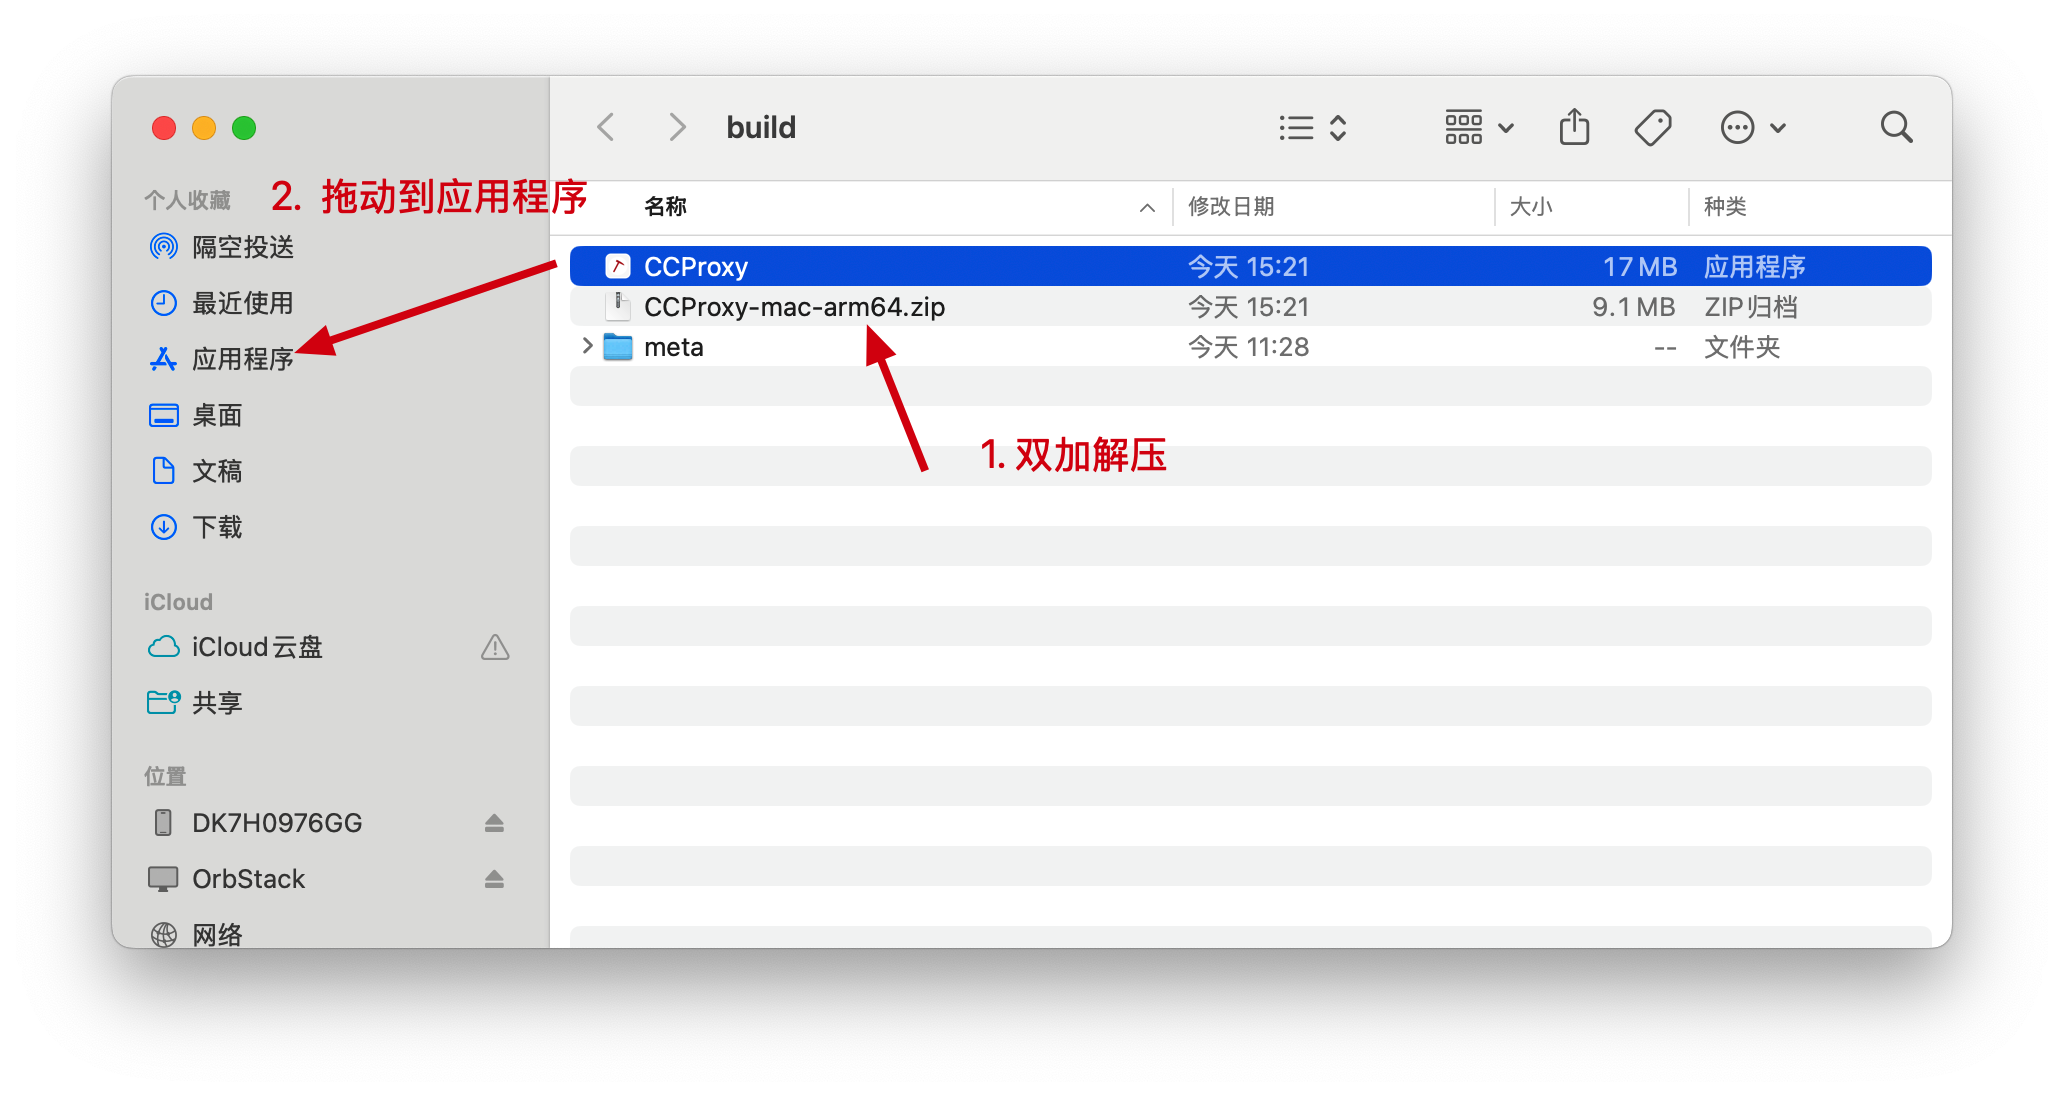 build
个人收藏
2. 拖动到应用程序
隔空投送
最近使用
应用程序
桌面
文稿
下载
iCloud
iCloud云盘
共享
位置
DK7H0976GG
OrbStack
网络
名称 修改日期 大小 种类
CCProxy 今天 15:21 17 MB 应用程序
CCProxy-mac-arm64.zip 今天 15:21 9.1 MB ZIP归档
meta 今天 11:28 -- 文件夹
1. 双加解压